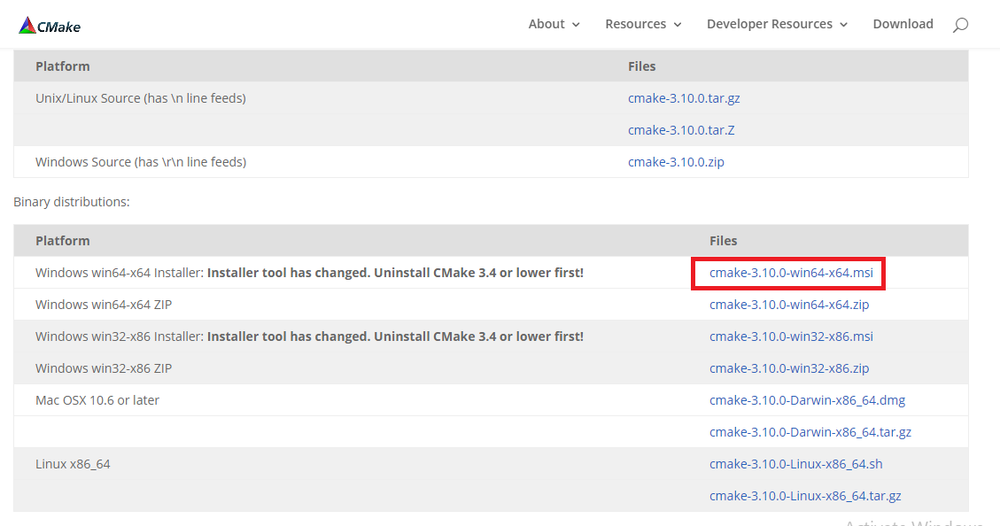 CMake
About
Resources
Developer Resources
Download
Platform Files
Unix/Linux Source (has \n line feeds) cmake-3.10.0.tar.gz
cmake-3.10.0.tar.Z
Windows Source (has \r\n line feeds) cmake-3.10.0.zip
Binary distributions:
Platform Files
Windows win64-x64 Installer: Installer tool has changed. Uninstall CMake 3.4 or lower first! cmake-3.10.0-win64-x64.msi
Windows win64-x64 ZIP cmake-3.10.0-win64-x64.zip
Windows win32-x86 Installer: Installer tool has changed. Uninstall CMake 3.4 or lower first! cmake-3.10.0-win32-x86.msi
Windows win32-x86 ZIP cmake-3.10.0-win32-x86.zip
Mac OSX 10.6 or later cmake-3.10.0-Darwin-x86_64.dmg
cmake-3.10.0-Darwin-x86_64.tar.gz
Linux x86_64 cmake-3.10.0-Linux-x86_64.sh
cmake-3.10.0-Linux-x86_64.tar.gz
Activate Windows